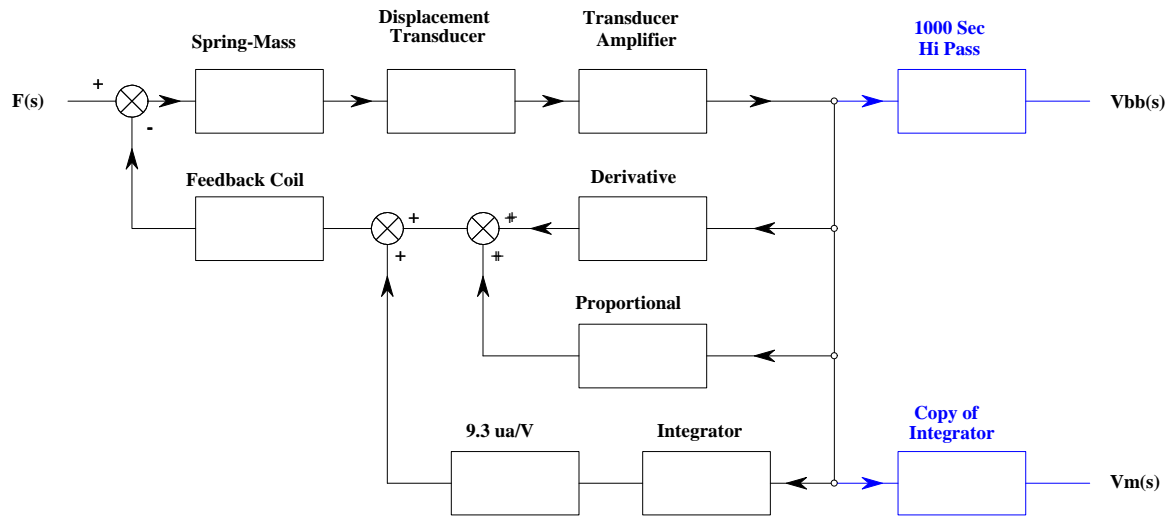 Displacement
Transducer
Transducer
Amplifier
1000 Sec
Hi Pass
Spring-Mass
+
F(s)
Vbb(s)
-
Feedback Coil
Derivative
+
+
+
+
Proportional
9.3 ua/V
Integrator
Copy of
Integrator
Vm(s)